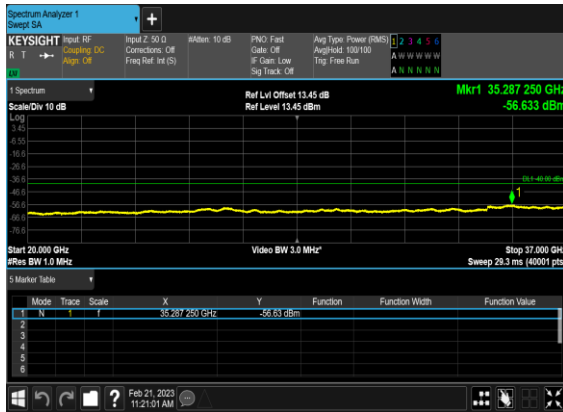 Spectrum Analyzer 1
Swept SA
+
KEYSIGHT Input: RF Input Z: 50 Ω #Atten: 10 dB PNO: Fast Avg Type: Power (RMS) 1 2 3 4 5 6
R T Coupling: DC Corrections: Off Gate: Off Avg|Hold: 100/100 A W W W W W
Align: Off Freq Ref: Int (S) IF Gain: Low Trig: Free Run
LW Sig Track: Off A N N N N N
1 Spectrum Ref Lvl Offset 13.45 dB Mkr1 35.287 250 GHz
Scale/Div 10 dB Ref Level 13.45 dBm -56.633 dBm
Log
3.45
-6.55
-16.6
-26.6
-36.6 DL1 -40.00 dBm
-46.6 1
-56.6
-66.6
-76.6
Start 20.000 GHz Video BW 3.0 MHz* Stop 37.000 GHz
#Res BW 1.0 MHz Sweep 29.3 ms (40001 pts)
5 Marker Table
Mode Trace Scale X Y Function Function Width Function Value
1 N 1 f 35.287 250 GHz -56.63 dBm
2
3
4
5
6
? Feb 21, 2023
11:21:01 AM